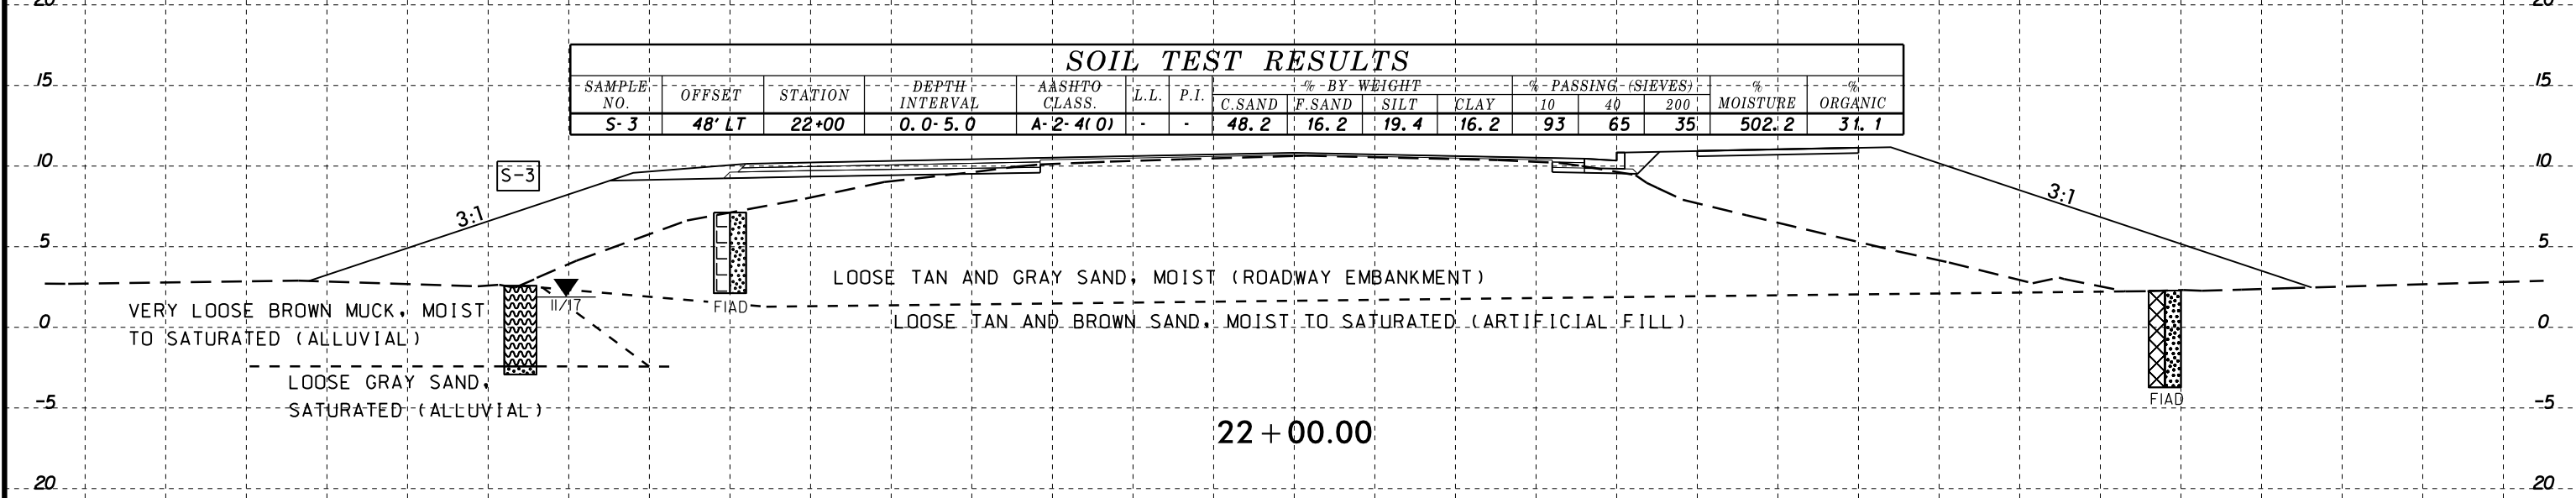 20 20
SOIL TEST RESULTS
SAMPLE NO. OFFSET STATION DEPTH INTERVAL AASHTO CLASS. L.L. P.I. % BY WEIGHT % PASSING (SIEVES) % MOISTURE % ORGANIC
C.SAND F.SAND SILT CLAY 10 40 200
S-3 48' LT 22+00 0.0-5.0 A-2-4(0) - - 48.2 16.2 19.4 16.2 93 65 35 502.2 31.1
15 15
10 10
S-3
3:1 3:1
5 5
LOOSE TAN AND GRAY SAND, MOIST (ROADWAY EMBANKMENT)
11/17 FIAD
VERY LOOSE BROWN MUCK, MOIST
TO SATURATED (ALLUVIAL)
0 0
LOOSE TAN AND BROWN SAND, MOIST TO SATURATED (ARTIFICIAL FILL)
LOOSE GRAY SAND,
SATURATED (ALLUVIAL)
FIAD
-5 -5
22+00.00
20 20